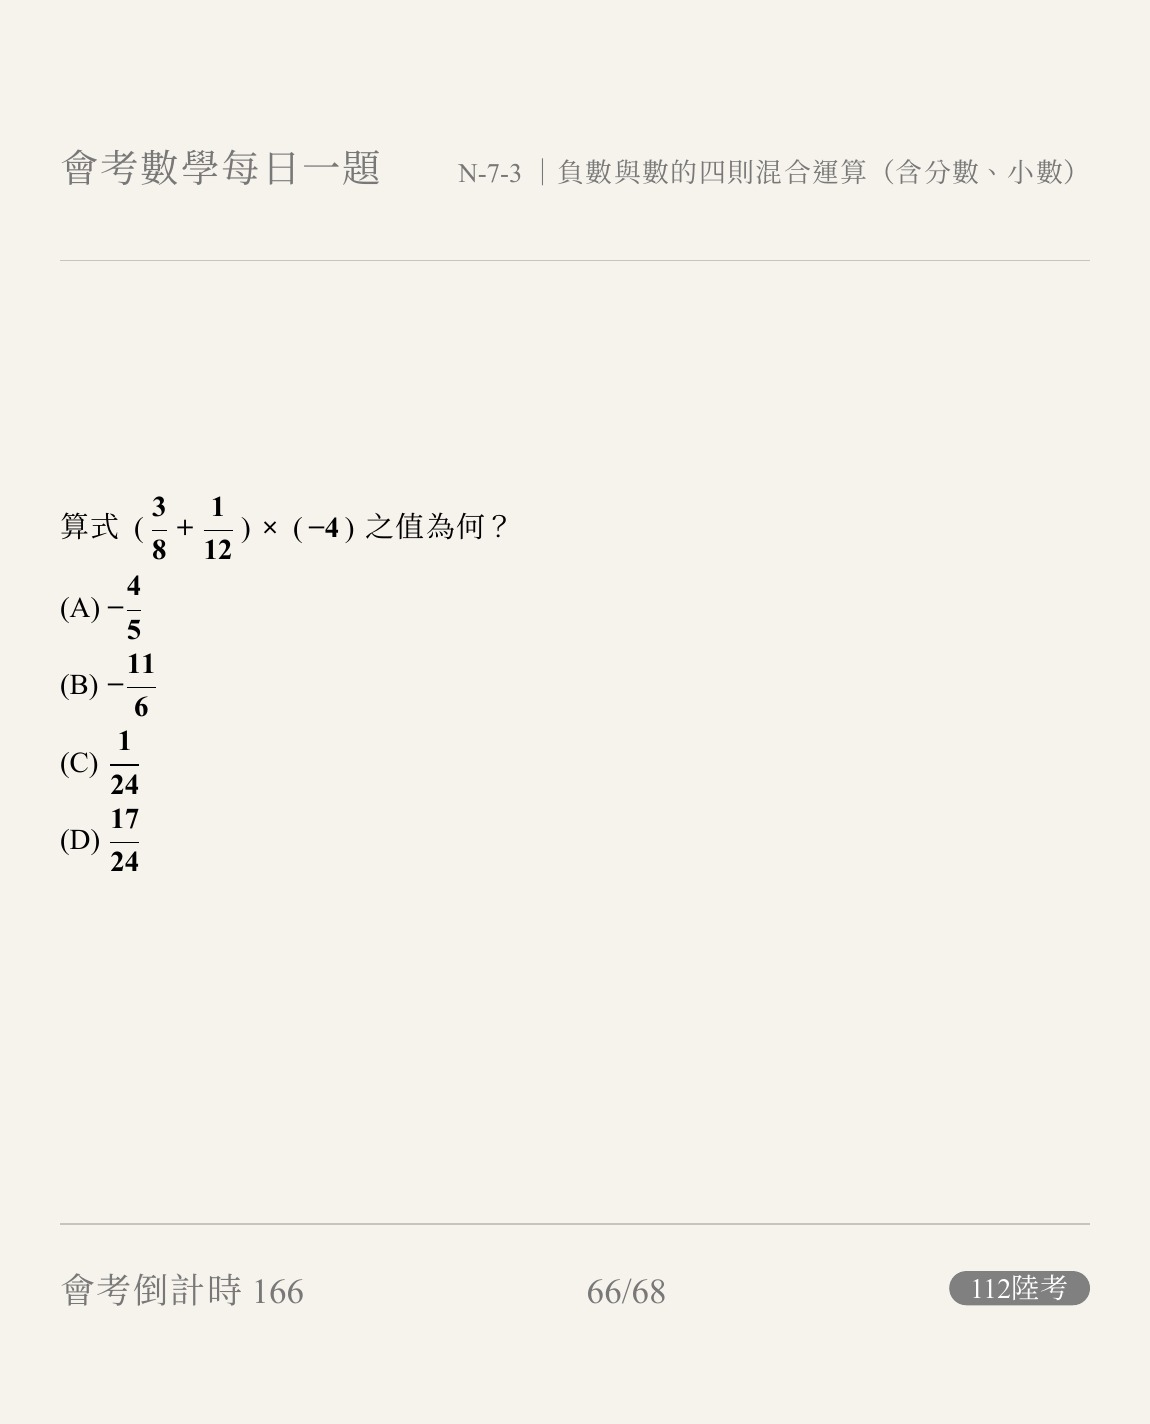 會考數學每日一題 N-7-3｜負數與數的四則混合運算（含分數、小數）
算式 ( 3/8 + 1/12 ) × ( −4 ) 之值為何？
(A) −4/5
(B) −11/6
(C) 1/24
(D) 17/24
會考倒計時 166 66/68 112陸考